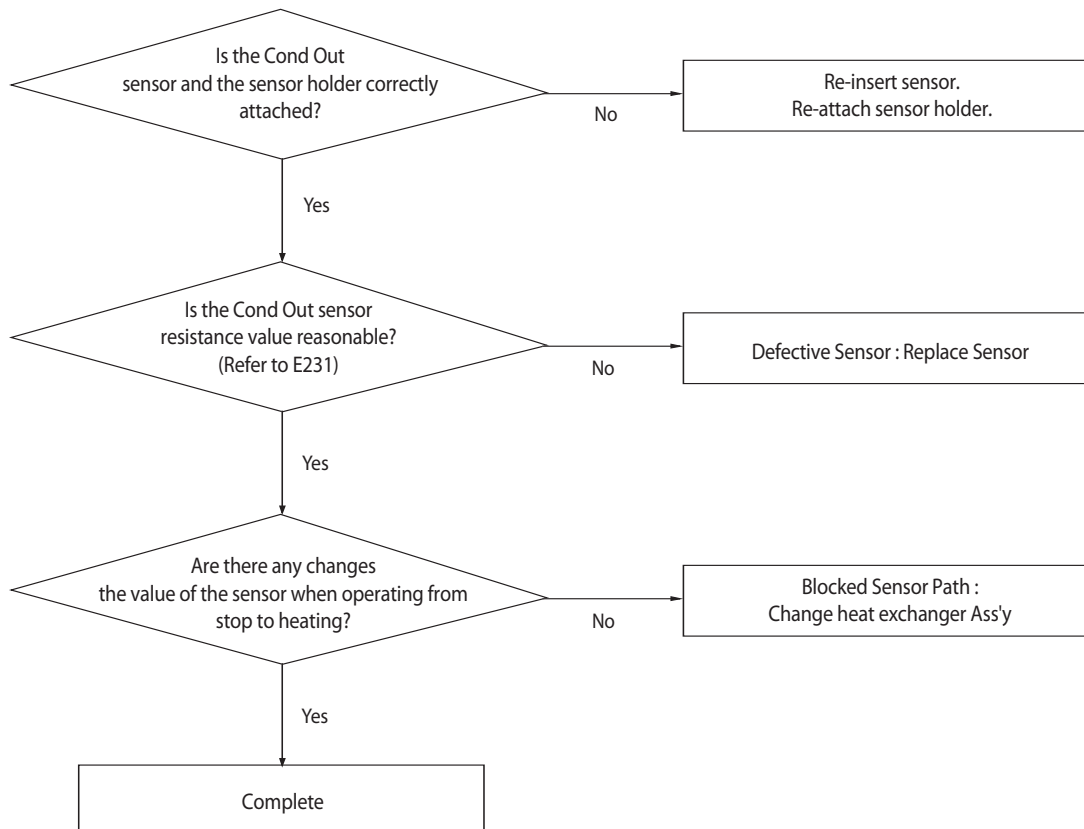 Is the Cond Out
sensor and the sensor holder correctly
attached?
No
Re-insert sensor.
Re-attach sensor holder.
Yes
Is the Cond Out sensor
resistance value reasonable?
(Refer to E231)
No
Defective Sensor : Replace Sensor
Yes
Are there any changes
the value of the sensor when operating from
stop to heating?
No
Blocked Sensor Path :
Change heat exchanger Ass'y
Yes
Complete